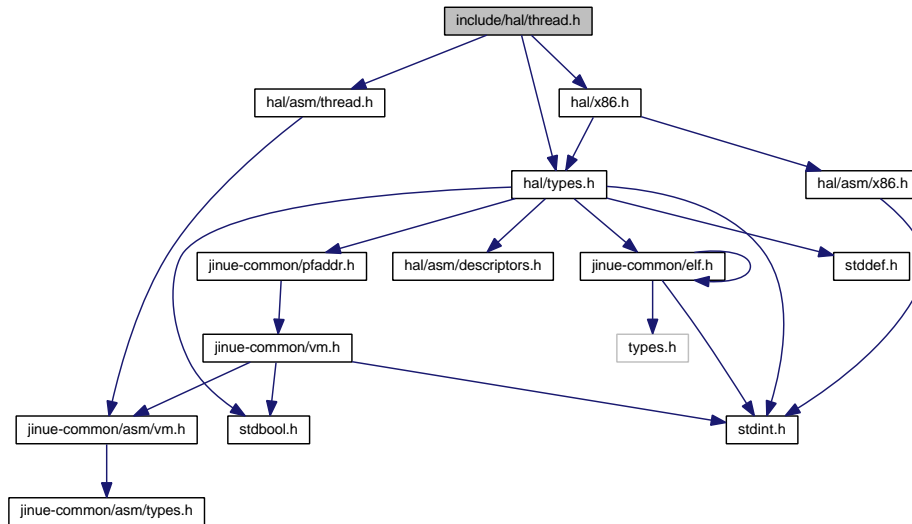 include/hal/thread.h
hal/asm/thread.h
hal/x86.h
hal/types.h
hal/asm/x86.h
jinue-common/pfaddr.h
hal/asm/descriptors.h
jinue-common/elf.h
stddef.h
jinue-common/vm.h
types.h
jinue-common/asm/vm.h
stdbool.h
stdint.h
jinue-common/asm/types.h